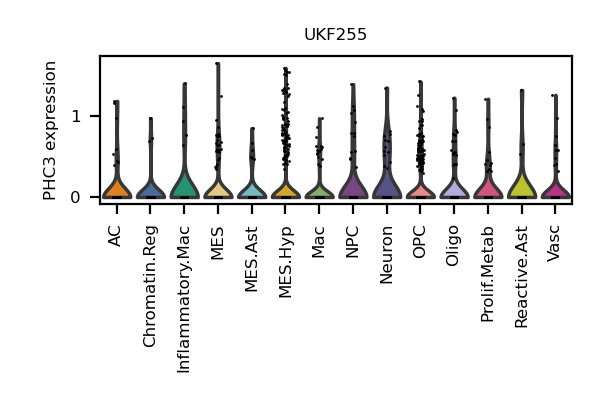 UKF255
PHC3 expression
1
0
AC
Chromatin.Reg
Inflammatory.Mac
MES
MES.Ast
MES.Hyp
Mac
NPC
Neuron
OPC
Oligo
Prolif.Metab
Reactive.Ast
Vasc